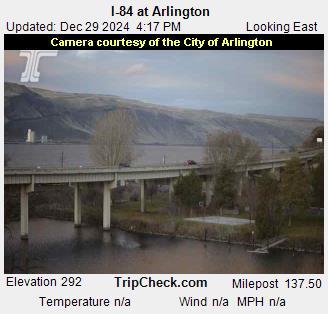 I-84 at Arlington
Updated: Dec 29 2024 4:17 PM Looking East
Camera courtesy of the City of Arlington
Elevation 292 TripCheck.com Milepost 137.50
Temperature n/a Wind n/a MPH n/a